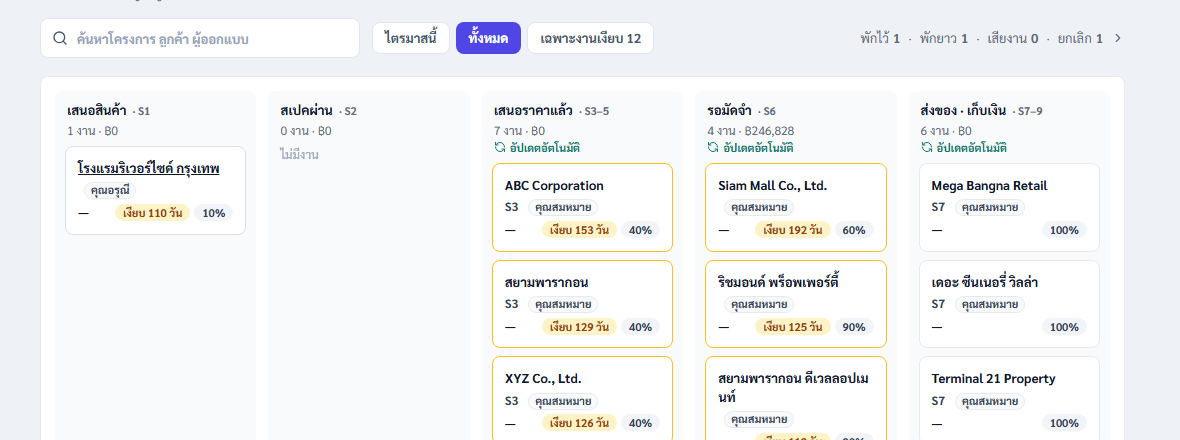 ค้นหาโครงการ ลูกค้า ผู้ออกแบบ
ไตรมาสนี้
ทั้งหมด
เฉพาะงานเงียบ 12
พักไว้ 1 · พักยาว 1 · เสียงาน 0 · ยกเลิก 1
เสนอสินค้า · S1
1 งาน · ฿0
โรงแรมริเวอร์ไซด์ กรุงเทพ
คุณอรุณี
— เงียบ 110 วัน 10%
สเปคผ่าน · S2
0 งาน · ฿0
ไม่มีงาน
เสนอราคาแล้ว · S3–5
7 งาน · ฿0
อัปเดตอัตโนมัติ
ABC Corporation
S3 คุณสมหมาย
— เงียบ 153 วัน 40%
สยามพารากอน
S3 คุณสมหมาย
— เงียบ 129 วัน 40%
XYZ Co., Ltd.
S3 คุณสมหมาย
— เงียบ 126 วัน 40%
รอมัดจำ · S6
4 งาน · ฿246,828
อัปเดตอัตโนมัติ
Siam Mall Co., Ltd.
คุณสมหมาย
— เงียบ 192 วัน 60%
ริชมอนด์ พร็อพเพอร์ตี้
คุณสมหมาย
— เงียบ 125 วัน 90%
สยามพารากอน ดีเวลลอปเม
นท์
คุณสมหมาย
ส่งของ · เก็บเงิน · S7–9
6 งาน · ฿0
อัปเดตอัตโนมัติ
Mega Bangna Retail
S7 คุณสมหมาย
— 100%
เดอะ ซีนเนอรี่ วิลล่า
S7 คุณสมหมาย
— 100%
Terminal 21 Property
S7 คุณสมหมาย
— 100%